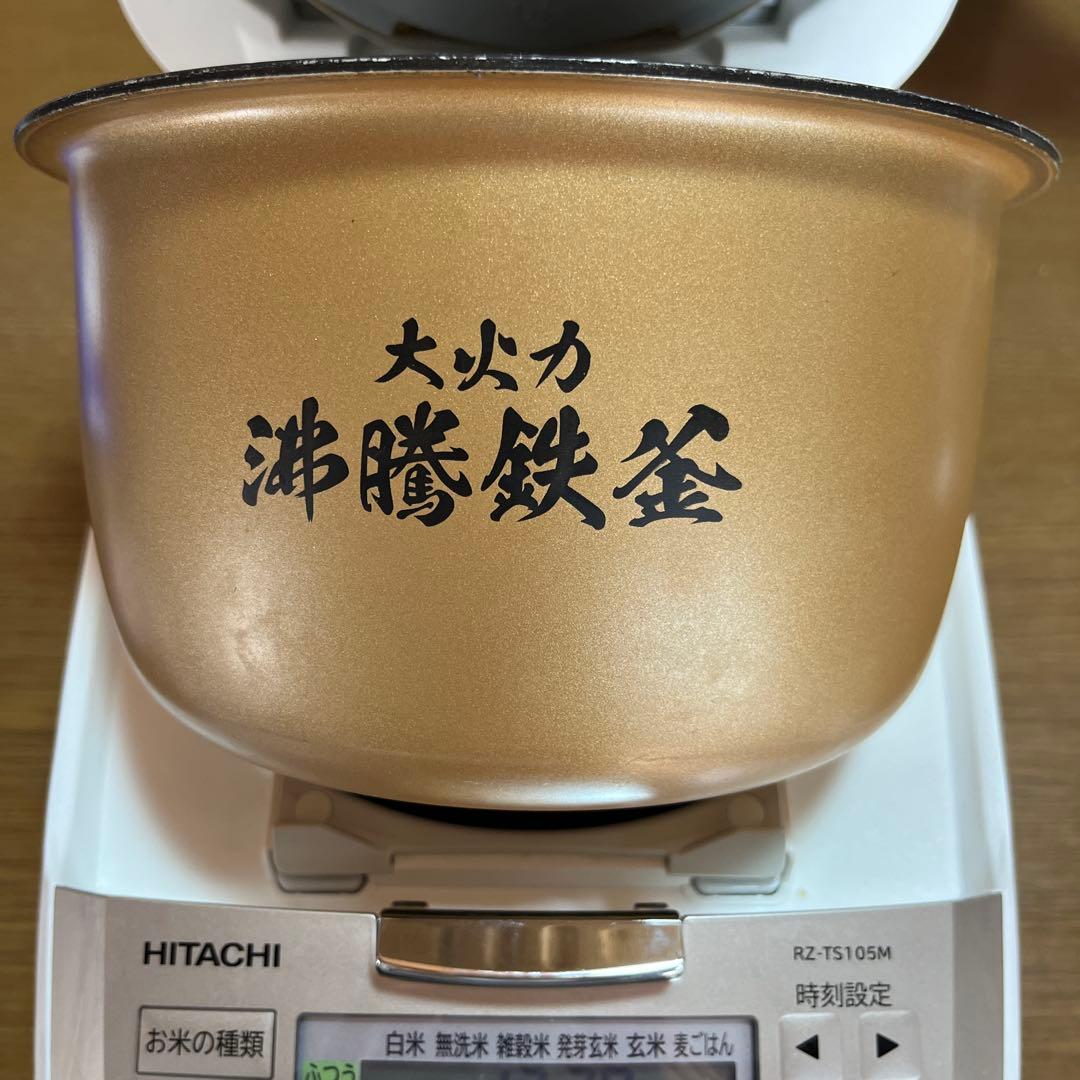 大火力
沸騰鉄釜
HITACHI
RZ-TS105M
時刻設定
お米の種類
白米 無洗米 雑穀米 発芽玄米 玄米 麦ごはん
ふつう